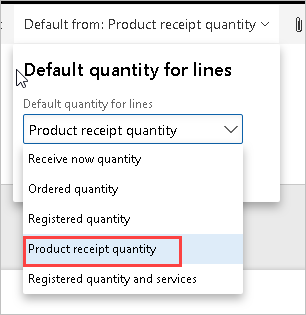 Default from: Product receipt quantity
Default quantity for lines
Default quantity for lines
Product receipt quantity
Receive now quantity
Ordered quantity
Registered quantity
Product receipt quantity
Registered quantity and services